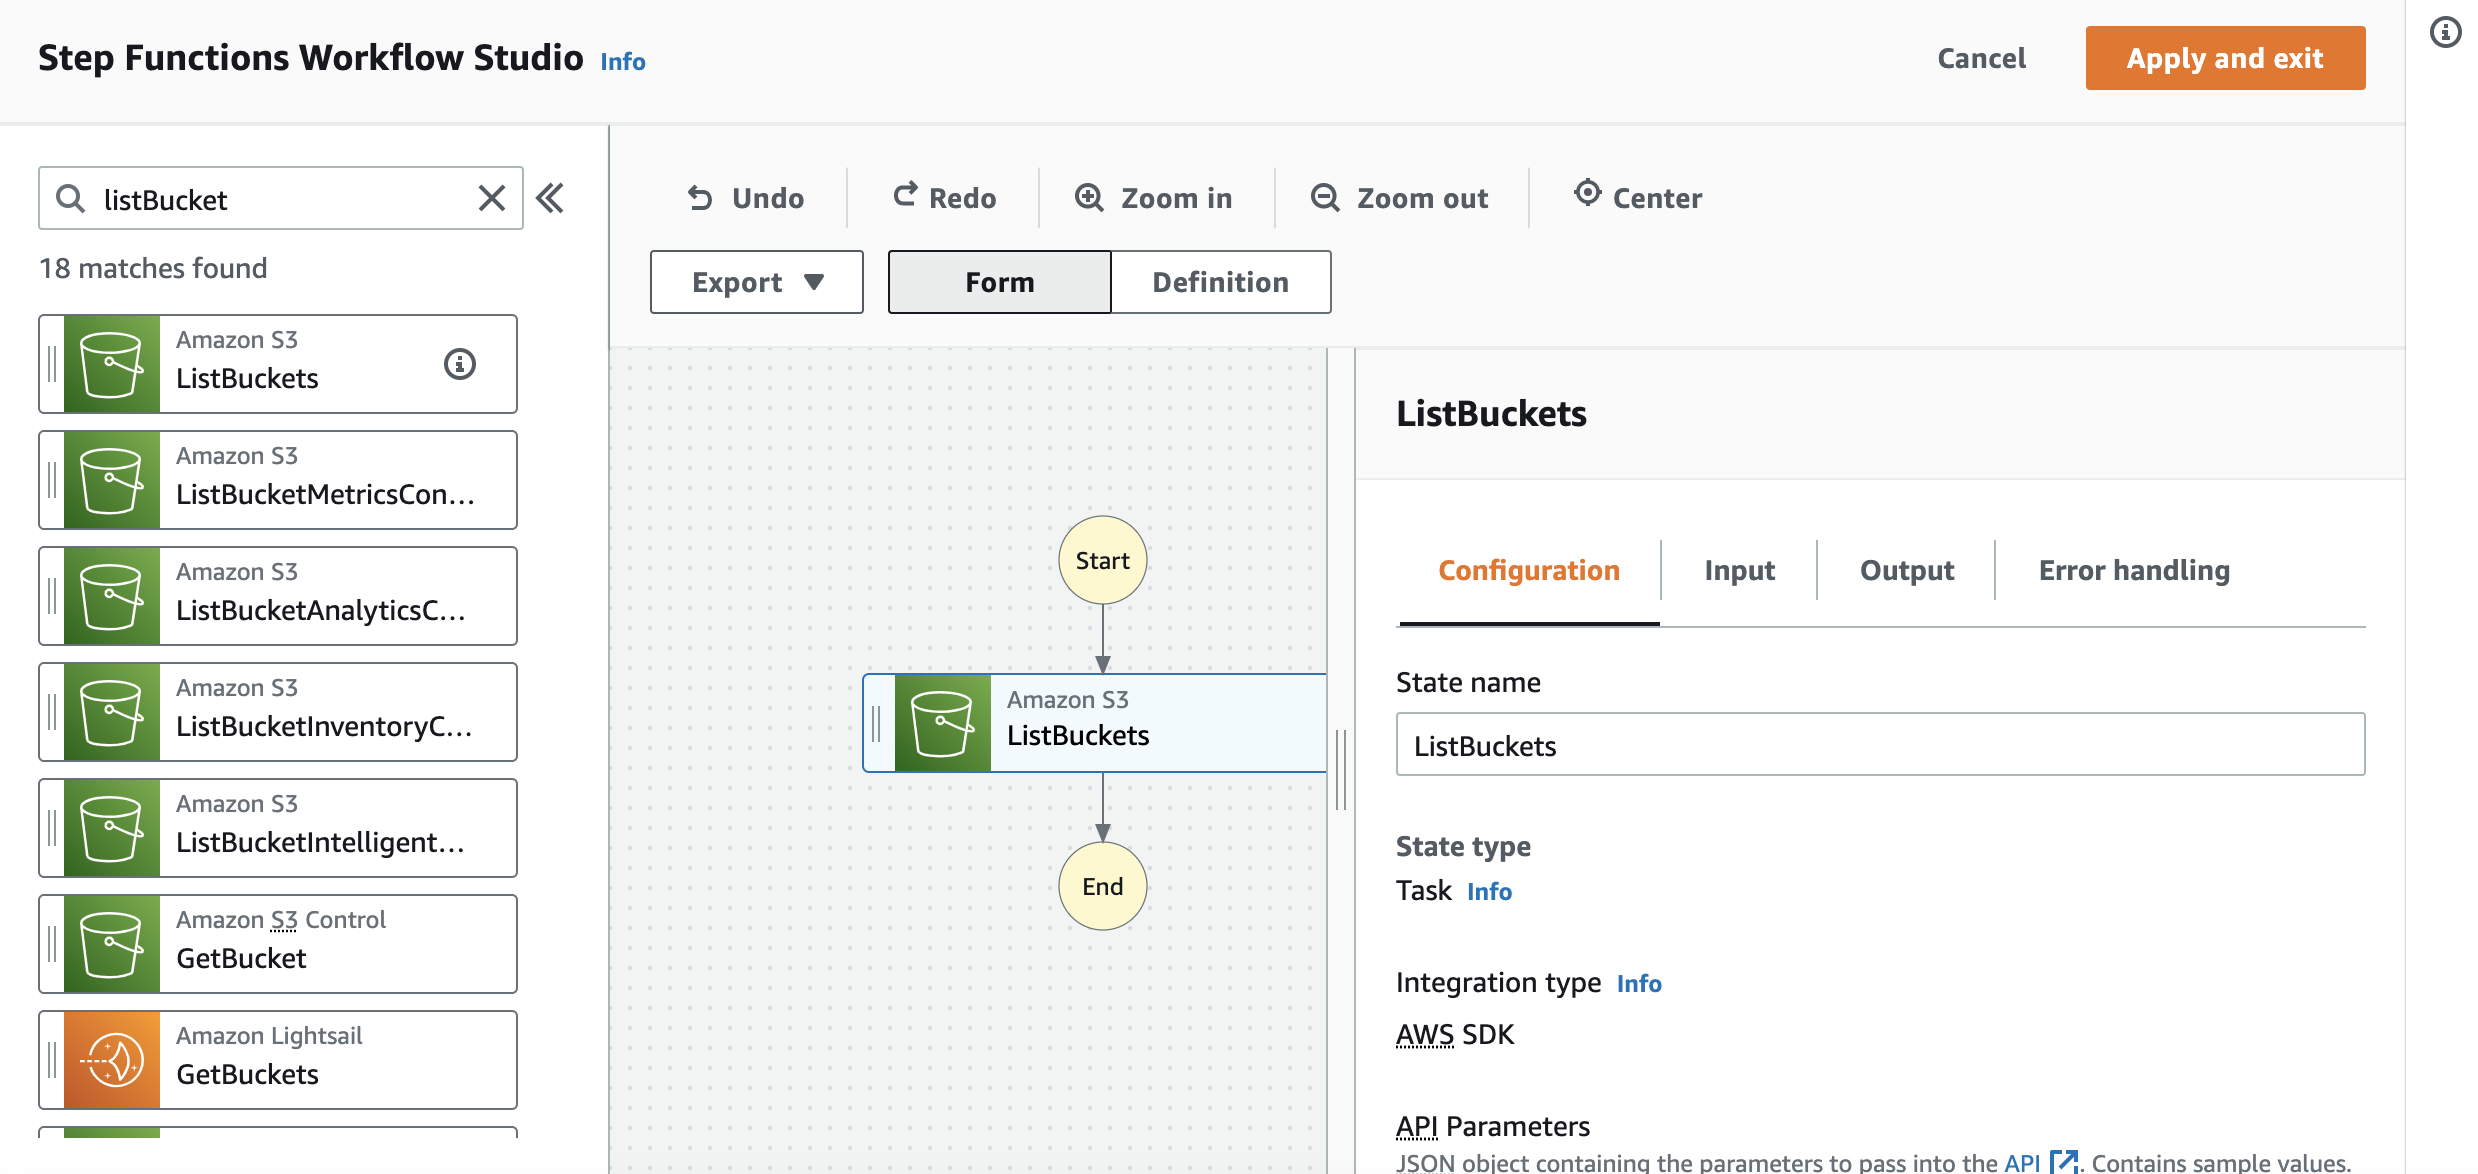 Step Functions Workflow Studio Info
Cancel
Apply and exit
listBucket
18 matches found
Amazon S3
ListBuckets
Amazon S3
ListBucketMetricsCon...
Amazon S3
ListBucketAnalyticsC...
Amazon S3
ListBucketInventoryC...
Amazon S3
ListBucketIntelligent...
Amazon S3 Control
GetBucket
Amazon Lightsail
GetBuckets
Undo
Redo
Zoom in
Zoom out
Center
Export
Form
Definition
Start
Amazon S3
ListBuckets
End
ListBuckets
Configuration
Input
Output
Error handling
State name
ListBuckets
State type
Task Info
Integration type Info
AWS SDK
API Parameters
JSON object containing the parameters to pass into the API . Contains sample values.